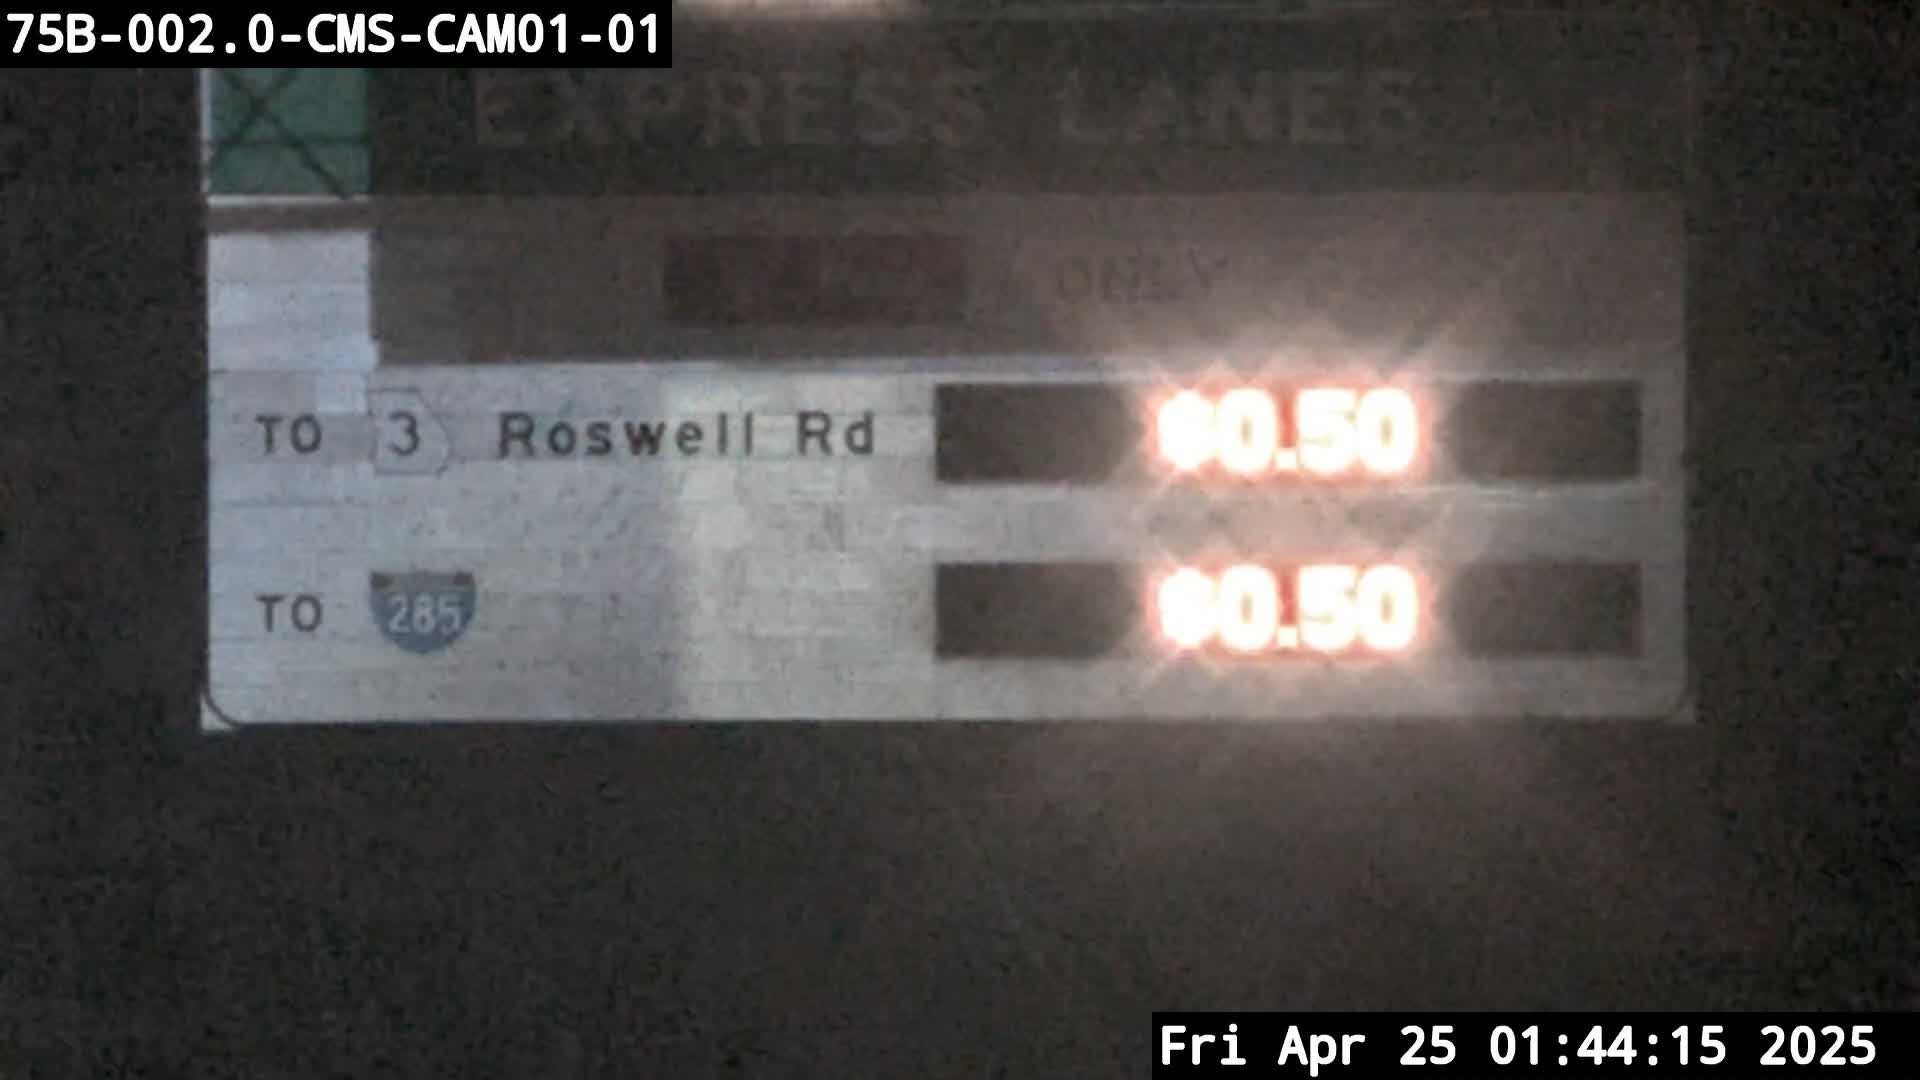 75B-002.0-CMS-CAM01-01
EXPRESS LANES
ONLY
TO 3 Roswell Rd $0.50
TO 285 $0.50
Fri Apr 25 01:44:15 2025